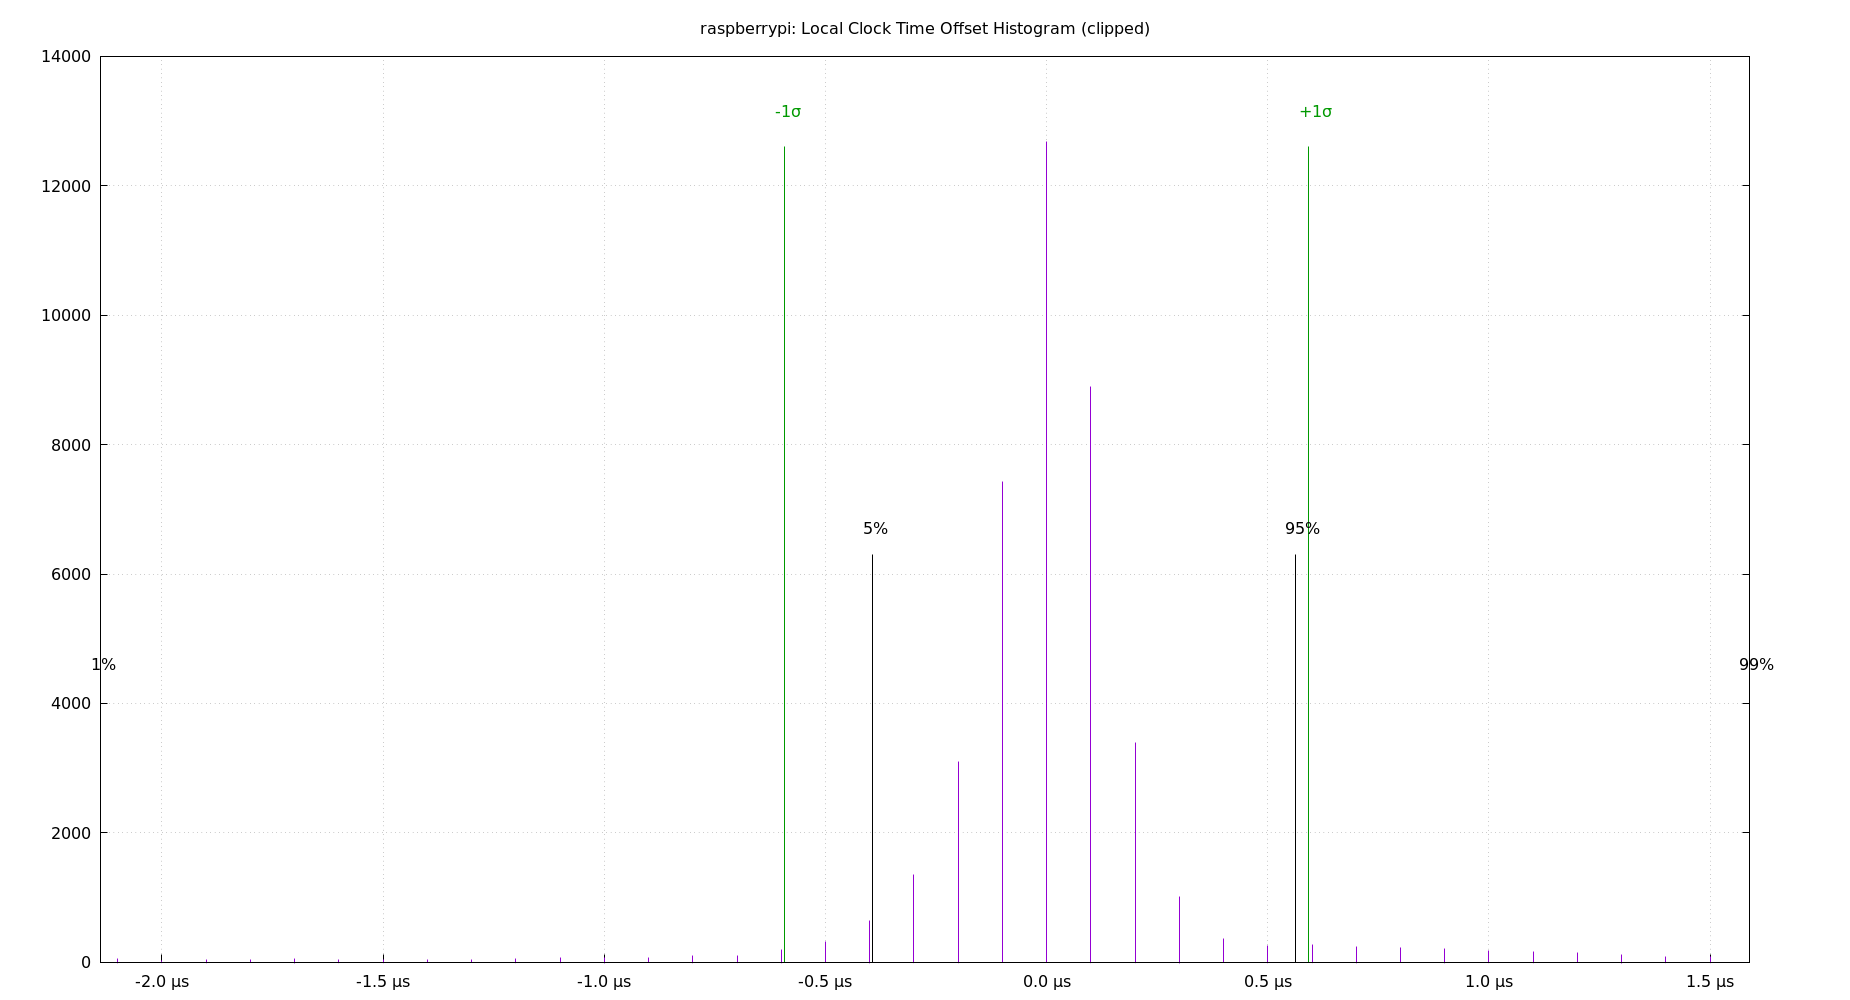 raspberrypi: Local Clock Time Offset Histogram (clipped)
14000
-1σ
+1σ
12000
10000
8000
5%
95%
6000
1%
99%
4000
2000
0
-2.0 μs
-1.5 μs
-1.0 μs
-0.5 μs
0.0 μs
0.5 μs
1.0 μs
1.5 μs